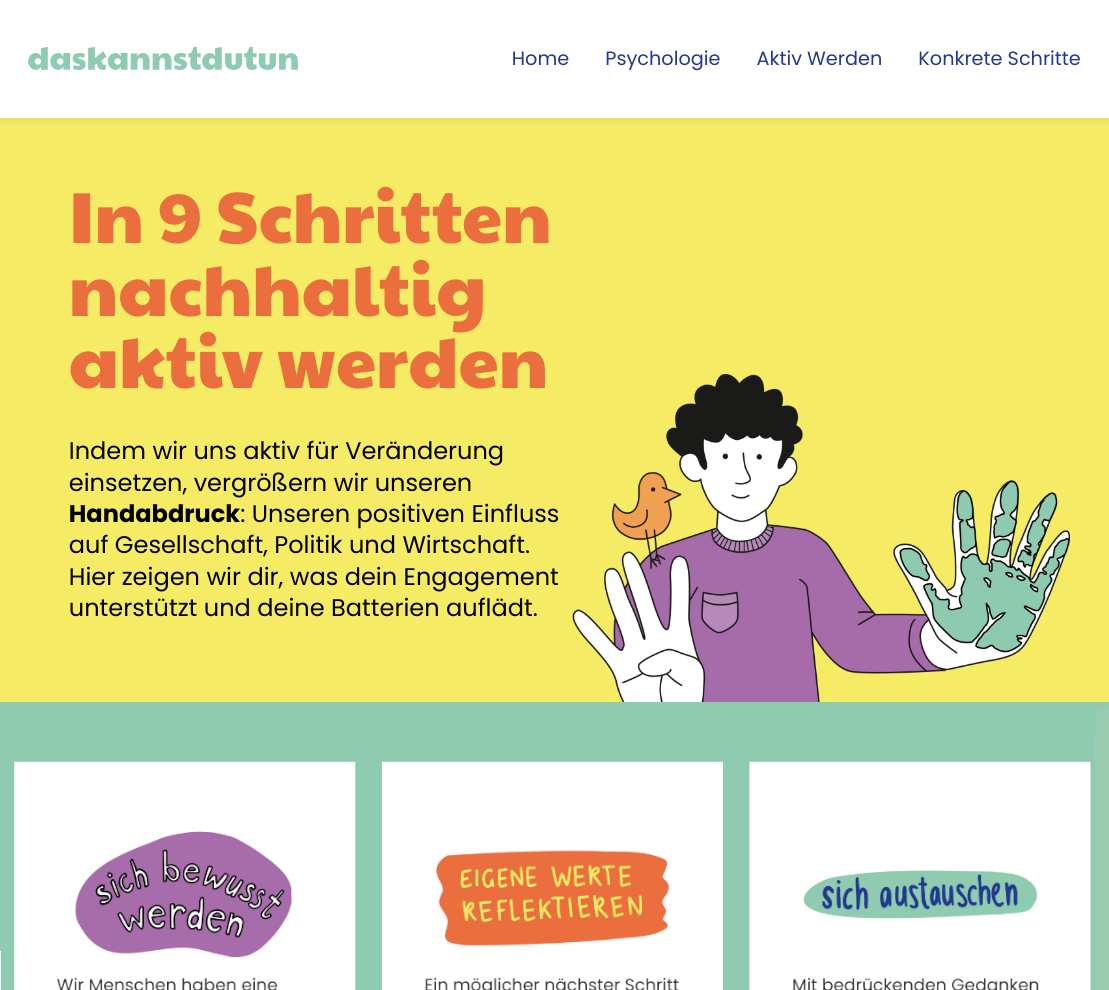 daskannstdutun
Home Psychologie Aktiv Werden Konkrete Schritte
In 9 Schritten
nachhaltig
aktiv werden
Indem wir uns aktiv für Veränderung
einsetzen, vergrößern wir unseren
Handabdruck: Unseren positiven Einfluss
auf Gesellschaft, Politik und Wirtschaft.
Hier zeigen wir dir, was dein Engagement
unterstützt und deine Batterien auflädt.
sich bewusst
werden
EIGENE WERTE
REFLEKTIEREN
sich austauschen
Wir Menschen haben eine
Ein möglicher nächster Schritt
Mit bedrückenden Gedanken